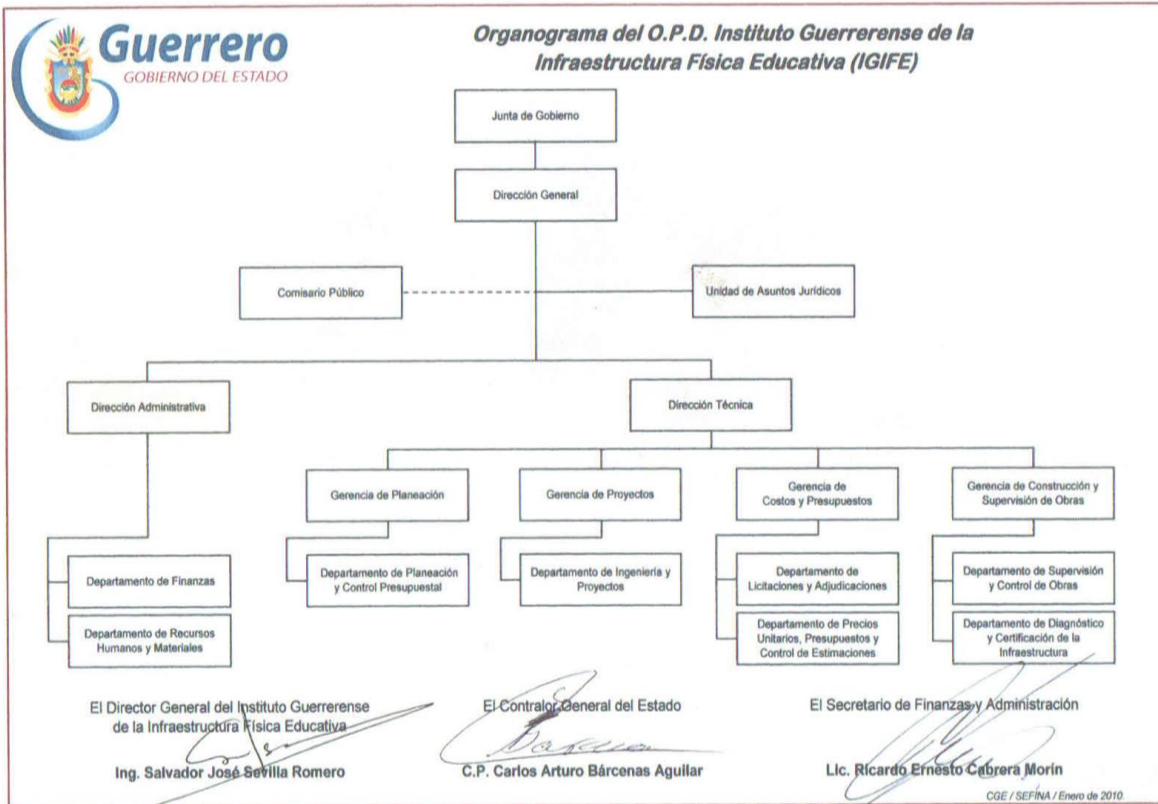 Guerrero
GOBIERNO DEL ESTADO
Organograma del O.P.D. Instituto Guerrerense de la
Infraestructura Física Educativa (IGIFE)
Junta de Gobierno
Dirección General
Comisario Público
Unidad de Asuntos Jurídicos
Dirección Administrativa
Dirección Técnica
Gerencia de Planeación
Gerencia de Proyectos
Gerencia de
Costos y Presupuestos
Gerencia de Construcción y
Supervisión de Obras
Departamento de Finanzas
Departamento de Recursos
Humanos y Materiales
Departamento de Planeación
y Control Presupuestal
Departamento de Ingeniería y
Proyectos
Departamento de
Licitaciones y Adjudicaciones
Departamento de Precios
Unitarios, Presupuestos y
Control de Estimaciones
Departamento de Supervisión
y Control de Obras
Departamento de Diagnóstico
y Certificación de la
Infraestructura
El Director General del Instituto Guerrerense
de la Infraestructura Física Educativa
Ing. Salvador José Sevilla Romero
El Contralor General del Estado
C.P. Carlos Arturo Bárcenas Aguilar
El Secretario de Finanzas y Administración
Lic. Ricardo Ernesto Cabrera Morín
CGE / SEFINA / Enero de 2010.